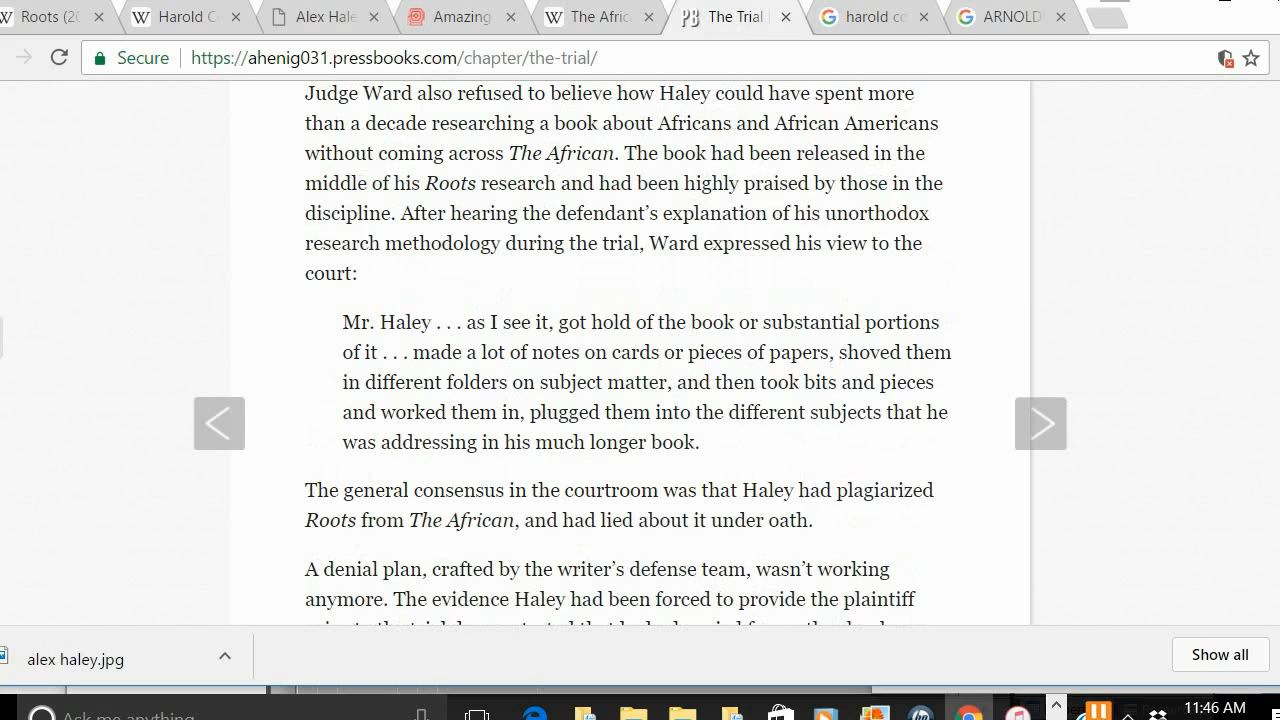 Roots (20
Harold C
Alex Hale
Amazing
The Afric
The Trial
harold co
ARNOLD
Secure https://ahenig031.pressbooks.com/chapter/the-trial/
Judge Ward also refused to believe how Haley could have spent more
than a decade researching a book about Africans and African Americans
without coming across The African. The book had been released in the
middle of his Roots research and had been highly praised by those in the
discipline. After hearing the defendant’s explanation of his unorthodox
research methodology during the trial, Ward expressed his view to the
court:
Mr. Haley . . . as I see it, got hold of the book or substantial portions
of it . . . made a lot of notes on cards or pieces of papers, shoved them
in different folders on subject matter, and then took bits and pieces
and worked them in, plugged them into the different subjects that he
was addressing in his much longer book.
The general consensus in the courtroom was that Haley had plagiarized
Roots from The African, and had lied about it under oath.
A denial plan, crafted by the writer’s defense team, wasn’t working
anymore. The evidence Haley had been forced to provide the plaintiff
alex haley.jpg
Show all
Ask me anything
11:46 AM